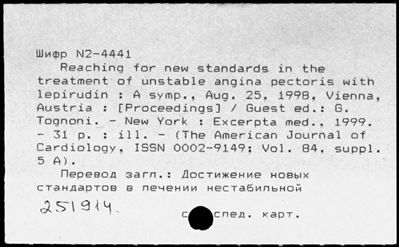 Шифр N2-4441
Reaching for new standards in the
treatment of unstable angina pectoris with
lepirudin : A symp., Aug. 25, 1998, Vienna,
Austria : [Proceedings] / Guest ed.: G.
Tognoni. - New York : Excerpta med., 1999.
- 31 p. : ill. - (The American Journal of
Cardiology, ISSN 0002-9149; Vol. 84, suppl.
5 A).
Перевод загл.: Достижение новых
стандартов в лечении нестабильной
251914.
след. карт.